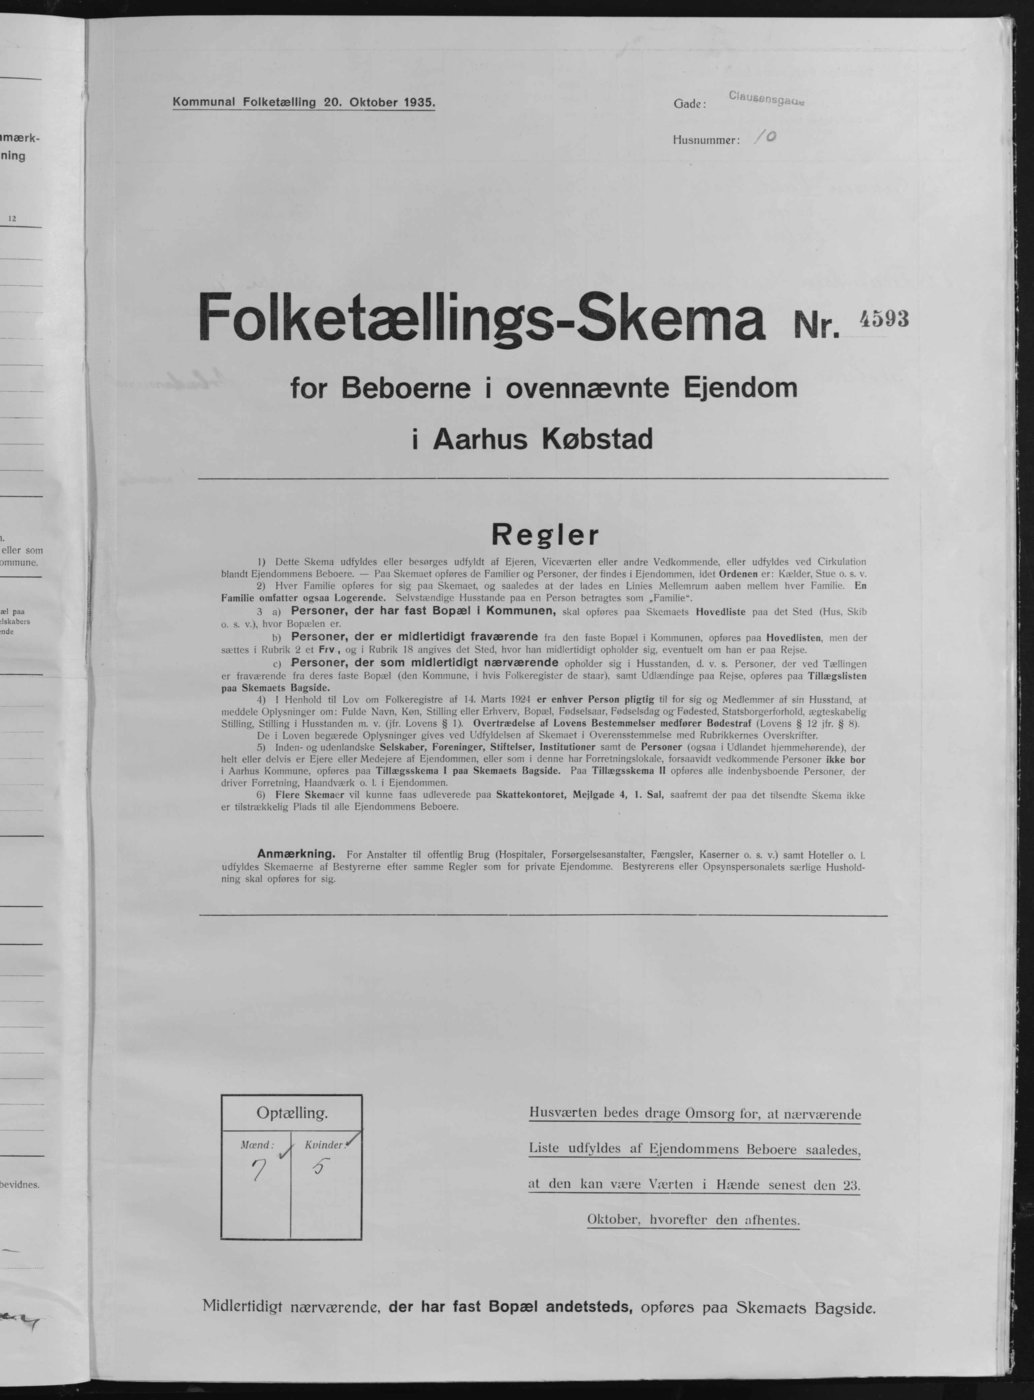 Kommunal Folketælling 20. Oktober 1935.
Gade: Clausensgade
Husnummer: 10
Folketællings-Skema Nr. 4593
for Beboerne i ovennævnte Ejendom
i Aarhus Købstad
Regler
1) Dette Skema udfyldes eller besørges udfyldt af Ejeren, Viceværten eller andre Vedkommende, eller udfyldes ved Cirkulation
blandt Ejendommens Beboere. — Paa Skemaet opføres de Familier og Personer, der findes i Ejendommen, idet Ordenen er: Kælder, Stue o. s. v.
2) Hver Familie opføres for sig paa Skemaet, og saaledes at der lades en Linies Mellemrum aaben mellem hver Familie. En
Familie omfatter ogsaa Logerende. Selvstændige Husstande paa en Person betragtes som „Familie“.
3 a) Personer, der har fast Bopæl i Kommunen, skal opføres paa Skemaets Hovedliste paa det Sted (Hus, Skib
o. s. v.), hvor Bopælen er.
b) Personer, der er midlertidigt fraværende fra den faste Bopæl i Kommunen, opføres paa Hovedlisten, men der
sættes i Rubrik 2 et Frv, og i Rubrik 18 angives det Sted, hvor han midlertidigt opholder sig, eventuelt om han er paa Rejse.
c) Personer, der som midlertidigt nærværende opholder sig i Husstanden, d. v. s. Personer, der ved Tællingen
er fraværende fra deres faste Bopæl (den Kommune, i hvis Folkeregister de staar), samt Udlændinge paa Rejse, opføres paa Tillægslisten
paa Skemaets Bagside.
4) I Henhold til Lov om Folkeregistre af 14. Marts 1924 er enhver Person pligtig til for sig og Medlemmer af sin Husstand, at
meddele Oplysninger om: Fulde Navn, Køn, Stilling eller Erhverv, Bopæl, Fødselsaar, Fødselsdag og Fødested, Statsborgerforhold, ægteskabelig
Stilling, Stilling i Husstanden m. v. (jfr. Lovens § 1). Overtrædelse af Lovens Bestemmelser medfører Bødestraf (Lovens § 12 jfr. § 8).
De i Loven begærede Oplysninger gives ved Udfyldelsen af Skemaet i Overensstemmelse med Rubrikkernes Overskrifter.
5) Inden- og udenlandske Selskaber, Foreninger, Stiftelser, Institutioner samt de Personer (ogsaa i Udlandet hjemmehørende), der
helt eller delvis er Ejere eller Medejere af Ejendommen, eller som i denne har Forretningslokale, forsaavidt vedkommende Personer ikke bor
i Aarhus Kommune, opføres paa Tillægsskema I paa Skemaets Bagside. Paa Tillægsskema II opføres alle indenbysboende Personer, der
driver Forretning, Haandværk o. l. i Ejendommen.
6) Flere Skemaer vil kunne faas udleverede paa Skattekontoret, Mejlgade 4, 1. Sal, saafremt der paa det tilsendte Skema ikke
er tilstrækkelig Plads til alle Ejendommens Beboere.
Anmærkning. For Anstalter til offentlig Brug (Hospitaler, Forsørgelsesanstalter, Fængsler, Kaserner o. s. v.) samt Hoteller o. l.
udfyldes Skemaerne af Bestyrerne efter samme Regler som for private Ejendomme. Bestyrerens eller Opsynspersonalets særlige Hushold-
ning skal opføres for sig.
Optælling.
Mænd: Kvinder:
7 5
Husværten bedes drage Omsorg for, at nærværende
Liste udfyldes af Ejendommens Beboere saaledes,
at den kan være Værten i Hænde senest den 23.
Oktober, hvorefter den afhentes.
Midlertidigt nærværende, der har fast Bopæl andetsteds, opføres paa Skemaets Bagside.